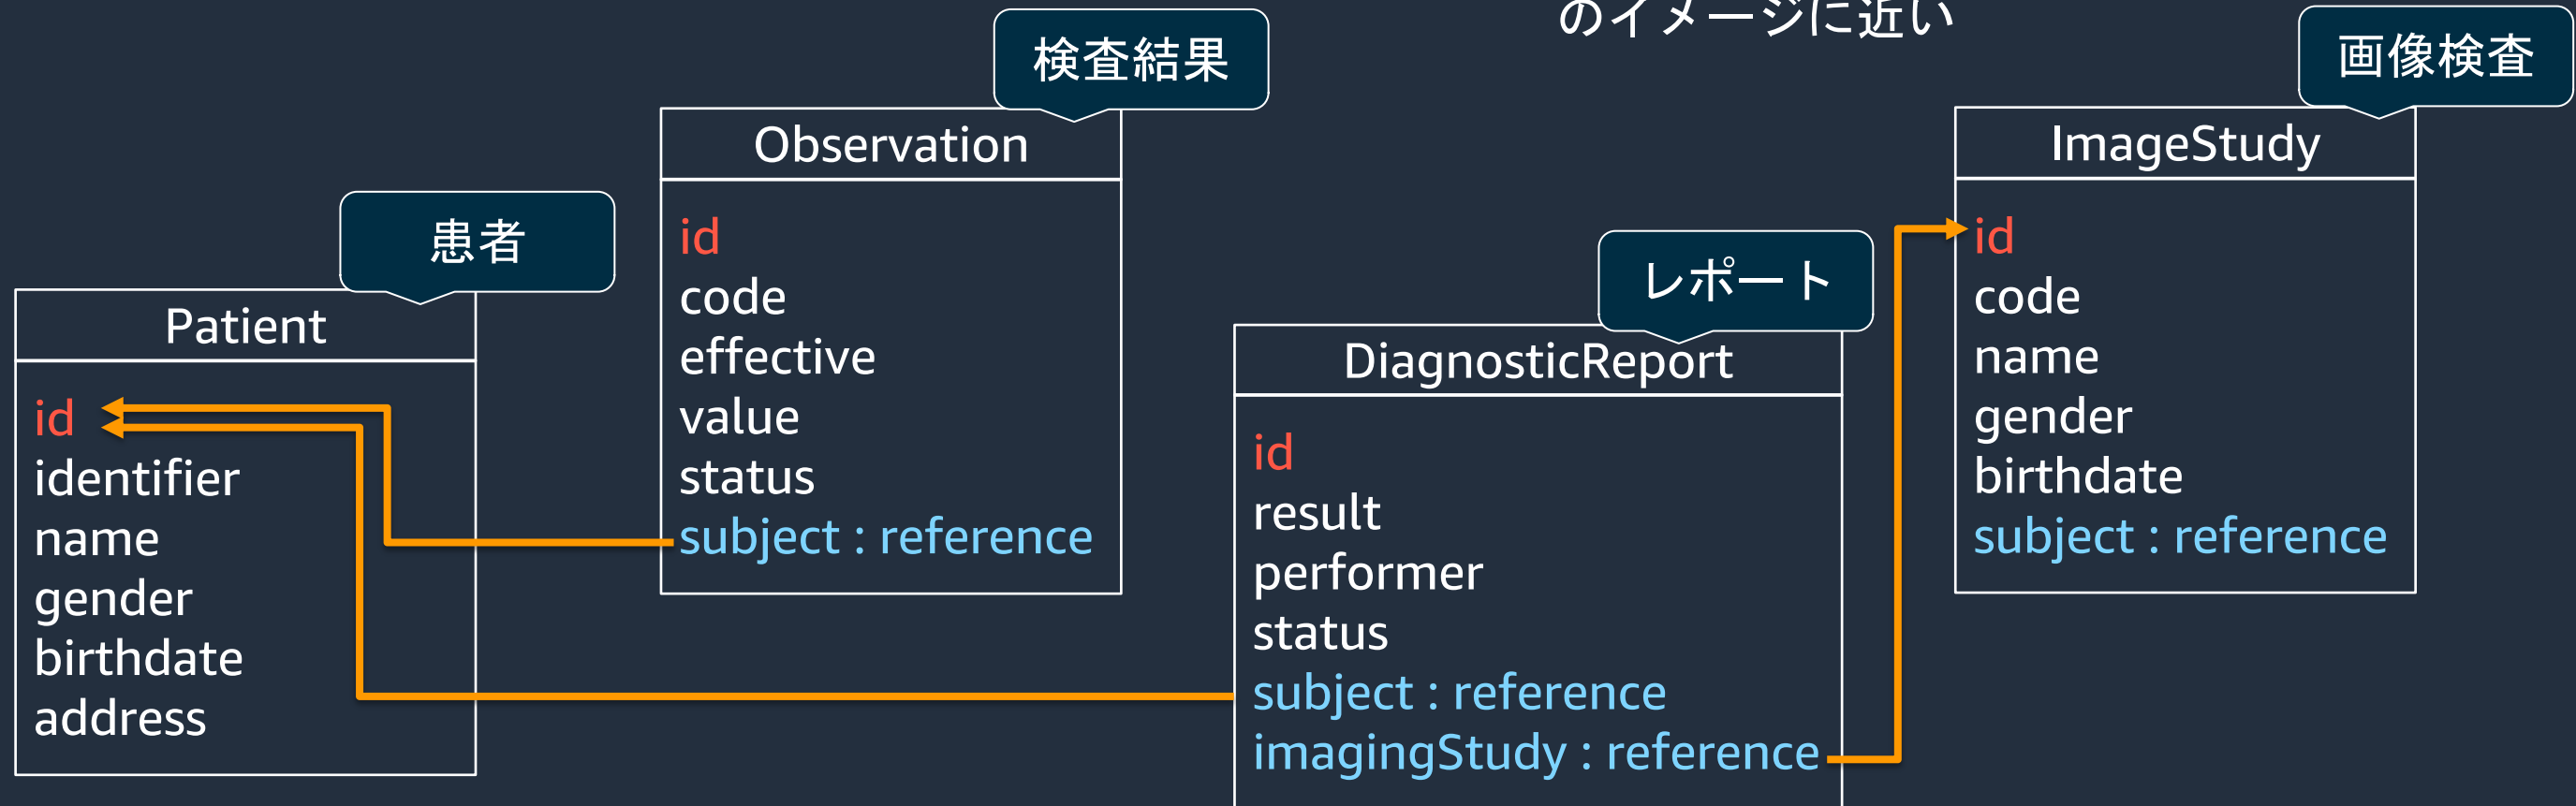 のイメージに近い
患者
Patient
id
identifier
name
gender
birthdate
address
検査結果
Observation
id
code
effective
value
status
subject : reference
レポート
DiagnosticReport
id
result
performer
status
subject : reference
imagingStudy : reference
画像検査
ImageStudy
id
code
name
gender
birthdate
subject : reference